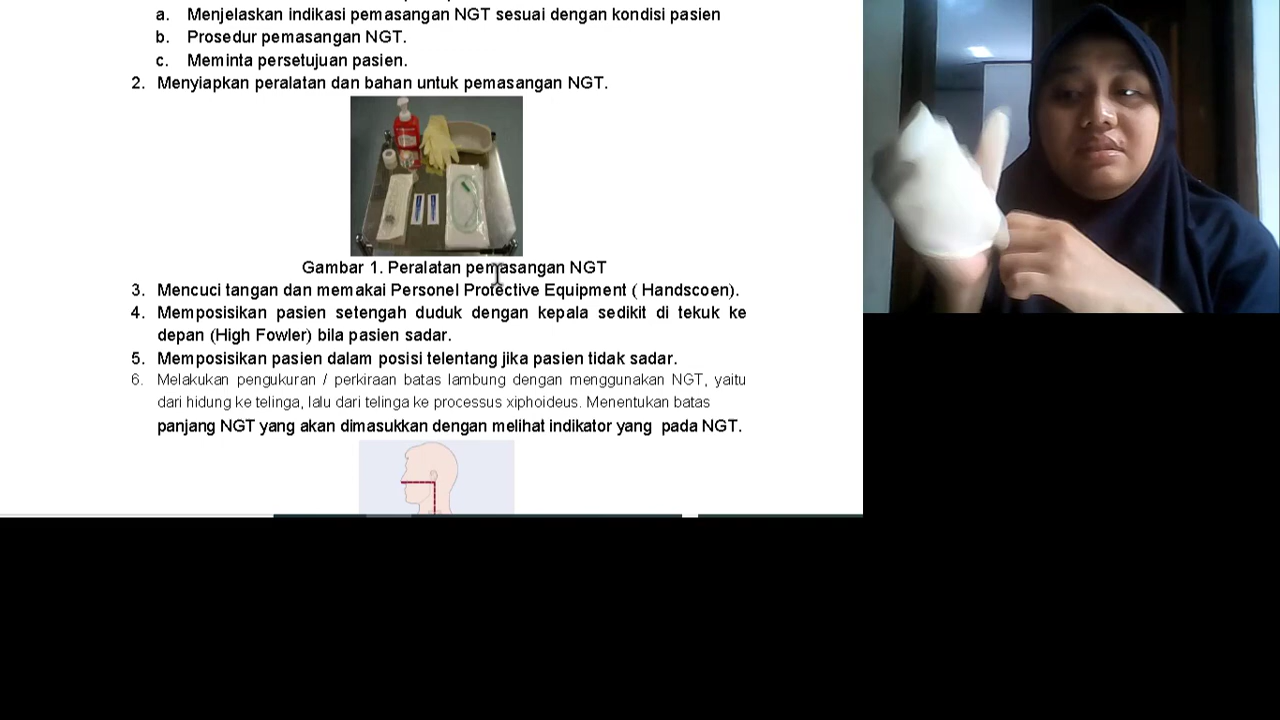 a. Menjelaskan indikasi pemasangan NGT sesuai dengan kondisi pasien
b. Prosedur pemasangan NGT.
c. Meminta persetujuan pasien.
2. Menyiapkan peralatan dan bahan untuk pemasangan NGT.
Gambar 1. Peralatan pemasangan NGT
3. Mencuci tangan dan memakai Personel Protective Equipment ( Handscoen).
4. Memposisikan pasien setengah duduk dengan kepala sedikit di tekuk ke
depan (High Fowler) bila pasien sadar.
5. Memposisikan pasien dalam posisi telentang jika pasien tidak sadar.
6. Melakukan pengukuran / perkiraan batas lambung dengan menggunakan NGT, yaitu
dari hidung ke telinga, lalu dari telinga ke processus xiphoideus. Menentukan batas
panjang NGT yang akan dimasukkan dengan melihat indikator yang pada NGT.